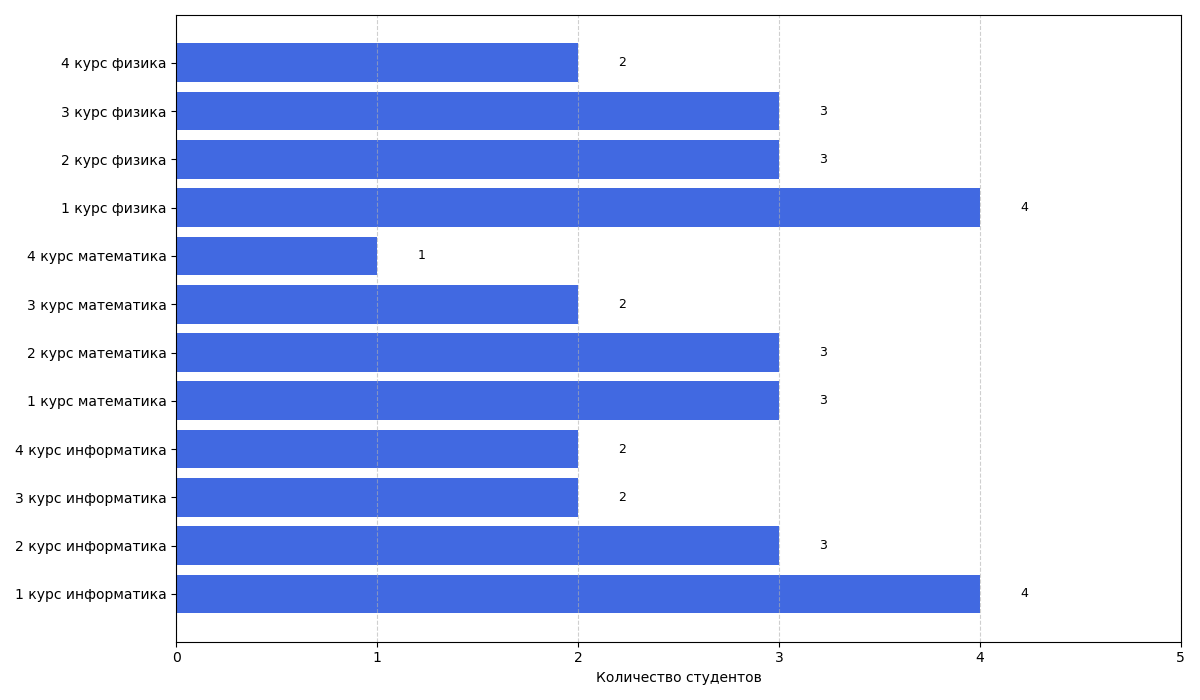 4 курс физика 2
3 курс физика 3
2 курс физика 3
1 курс физика 4
4 курс математика 1
3 курс математика 2
2 курс математика 3
1 курс математика 3
4 курс информатика 2
3 курс информатика 2
2 курс информатика 3
1 курс информатика 4
0 1 2 3 4 5
Количество студентов